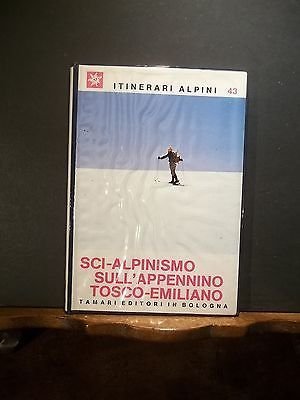 ITINERARI ALPINI 43
SCI-ALPINISMO
SULL'APPENNINO
TOSCO-EMILIANO
TAMARI EDITORI IN BOLOGNA